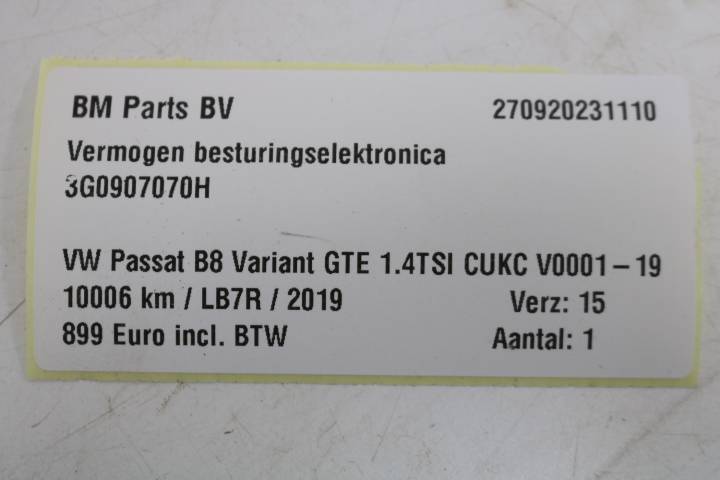 BM Parts BV 270920231110
Vermogen besturingselektronica
3G0907070H
VW Passat B8 Variant GTE 1.4TSI CUKC V0001-19
10006 km / LB7R / 2019 Verz: 15
899 Euro incl. BTW Aantal: 1